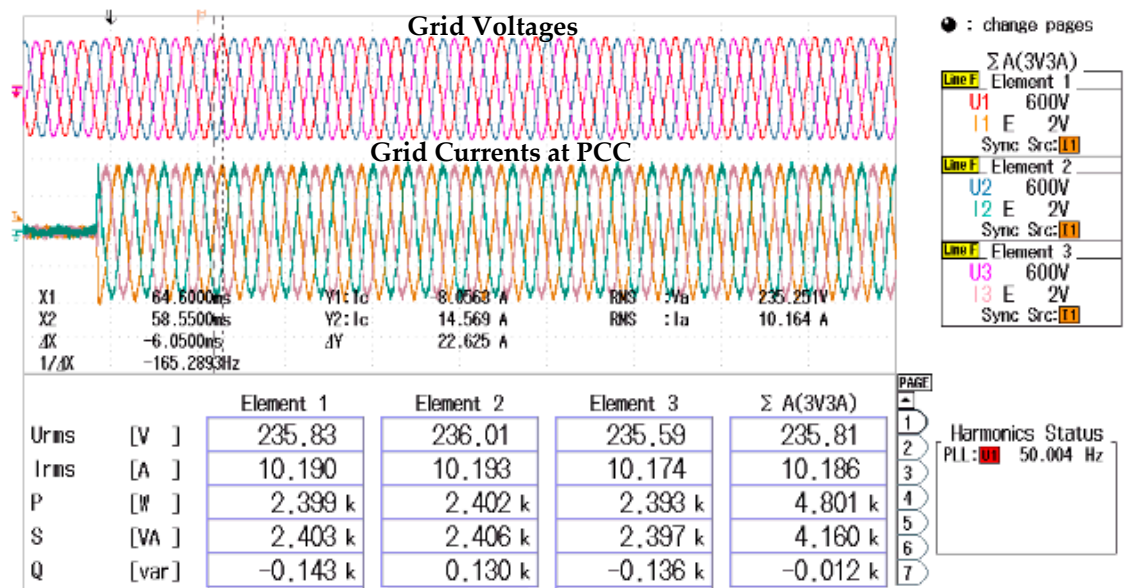 Grid Voltages
Grid Currents at PCC
X1 64.6000ms Y1:Ic -8.0563 A RMS :Va 235.251V
X2 58.5500ms Y2:Ic 14.569 A RMS :Ia 10.164 A
ΔX -6.0500ms ΔY 22.625 A
1/ΔX -165.2893Hz
: change pages
Σ A(3V3A)
Line F Element 1
U1 600V
I1 E 2V
Sync Src:I1
Line F Element 2
U2 600V
I2 E 2V
Sync Src:I1
Line F Element 3
U3 600V
I3 E 2V
Sync Src:I1
Element 1 Element 2 Element 3 Σ A(3V3A)
Urms [V ] 235.83 236.01 235.59 235.81
Irms [A ] 10.190 10.193 10.174 10.186
P [W ] 2.399 k 2.402 k 2.393 k 4.801 k
S [VA ] 2.403 k 2.406 k 2.397 k 4.160 k
Q [var] -0.143 k 0.130 k -0.136 k -0.012 k
PAGE
1
2
3
4
5
6
7
Harmonics Status
PLL:U1 50.004 Hz